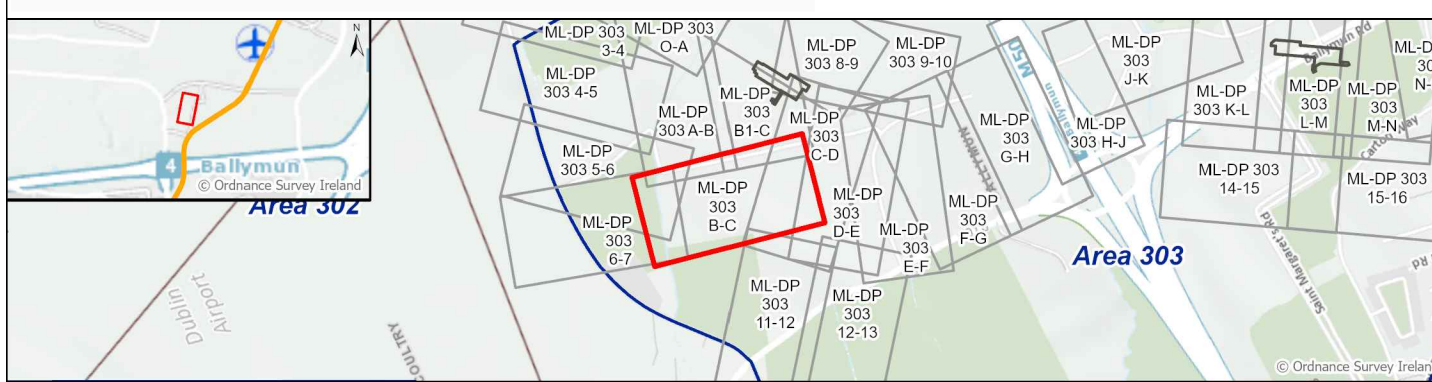 N
4
Ballymun
© Ordnance Survey Ireland
Area 302
Dublin
Airport
COULTRY
ML-DP 303
3-4
ML-DP 303
O-A
ML-DP
303 4-5
ML-DP
303 5-6
ML-DP
303
6-7
ML-DP
303 A-B
ML-DP
303
B1-C
ML-DP
303
B-C
ML-DP
303 8-9
ML-DP
303 9-10
ML-DP
303
C-D
ML-DP
303
D-E
ML-DP
303
E-F
ML-DP
303
F-G
ML-DP
303
G-H
ML-DP
303 H-J
ML-DP
303
J-K
ML-DP
303 K-L
ML-DP
303
L-M
ML-DP
303
M-N
ML-DP
303
11-12
ML-DP
303
12-13
ML-DP 303
14-15
ML-DP 303
15-16
M50
Ballymun
Ballymun Rd
Saint Margaret's Rd
Area 303
Rd
© Ordnance Survey Irelan